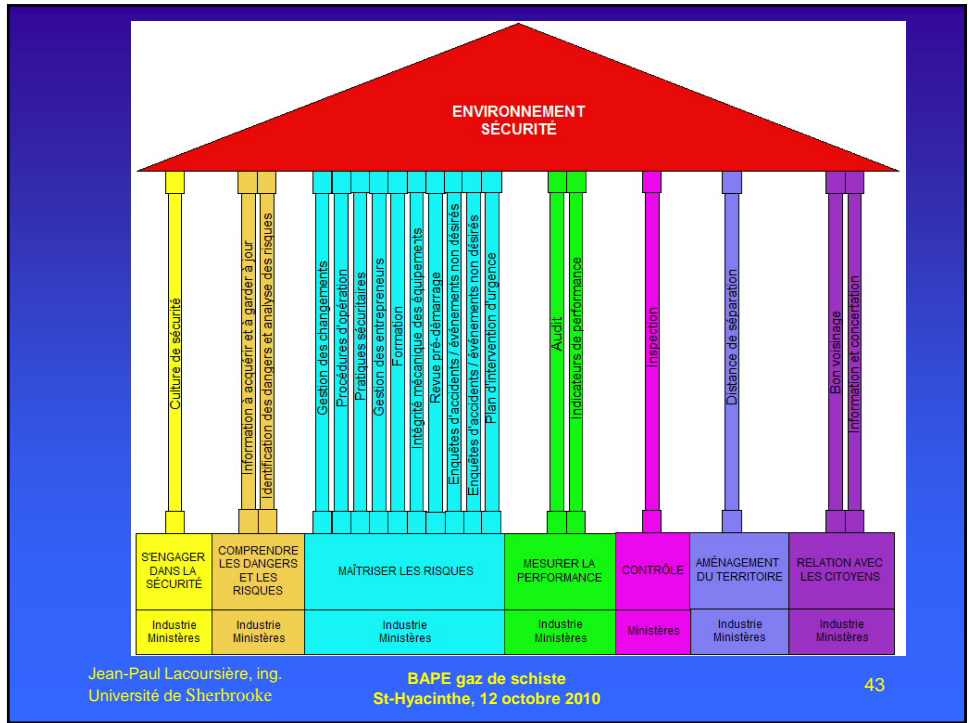 ENVIRONNEMENT
SÉCURITÉ
Culture de sécurité
Information à acquérir et à garder à jour
Identification des dangers et analyse des risques
Gestion des changements
Procédures d'opération
Pratiques sécuritaires
Gestion des entrepreneurs
Formation
Intégrité mécanique des équipements
Revue pré-démarrage
Enquêtes d'accidents / événements non désirés
Enquêtes d'accidents / événements non désirés
Plan d'intervention d'urgence
Audit
Indicateurs de performance
Inspection
Distance de séparation
Bon voisinage
Information et concertation
S'ENGAGER
DANS LA
SÉCURITÉ
COMPRENDRE
LES DANGERS
ET LES
RISQUES
MAÎTRISER LES RISQUES
MESURER LA
PERFORMANCE
CONTRÔLE
AMÉNAGEMENT
DU TERRITOIRE
RELATION AVEC
LES CITOYENS
Industrie
Ministères
Industrie
Ministères
Industrie
Ministères
Industrie
Ministères
Ministères
Industrie
Ministères
Industrie
Ministères
Jean-Paul Lacoursière, ing.
Université de Sherbrooke
BAPE gaz de schiste
St-Hyacinthe, 12 octobre 2010
43